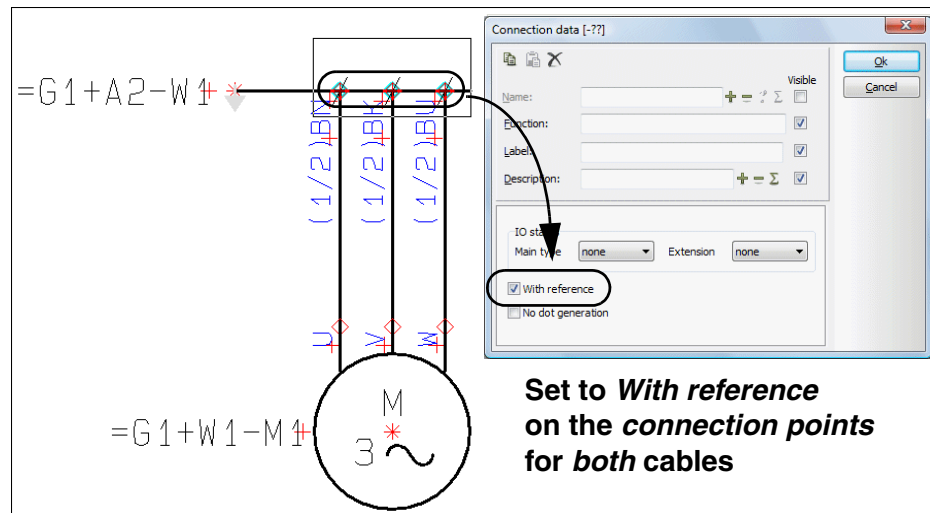 Connection data [-??]
Ok
Cancel
Visible
Name:
Function:
Label:
Description:
IO status
Main type none Extension none
With reference
No dot generation
=G1+A2-W1
(1/2)BN
(1/2)BK
(1/2)BU
U
V
W
M
3
=G1+W1-M1
Set to With reference
on the connection points
for both cables